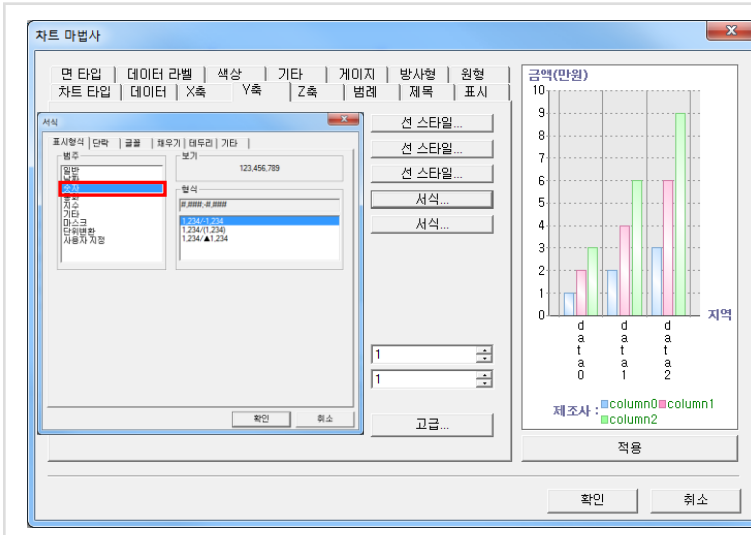 차트 마법사
면 타입 데이터 라벨 색상 기타 게이지 방사형 원형
차트 타입 데이터 X축 Y축 Z축 범례 제목 표시
서식
표시형식 단락 글꼴 채우기 테두리 기타
범주
일반
날짜
숫자
통화
지수
기타
마스크
단위변환
사용자 지정
보기
123,456,789
형식
#,###;-#,###
1,234/-1,234
1,234/(1,234)
1,234/▲1,234
확인 취소
선 스타일...
선 스타일...
선 스타일...
서식...
서식...
1
1
고급...
금액(만원)
10
9
8
7
6
5
4
3
2
1
0
지역
data0 data1 data2
제조사 : column0 column1
column2
적용
확인 취소